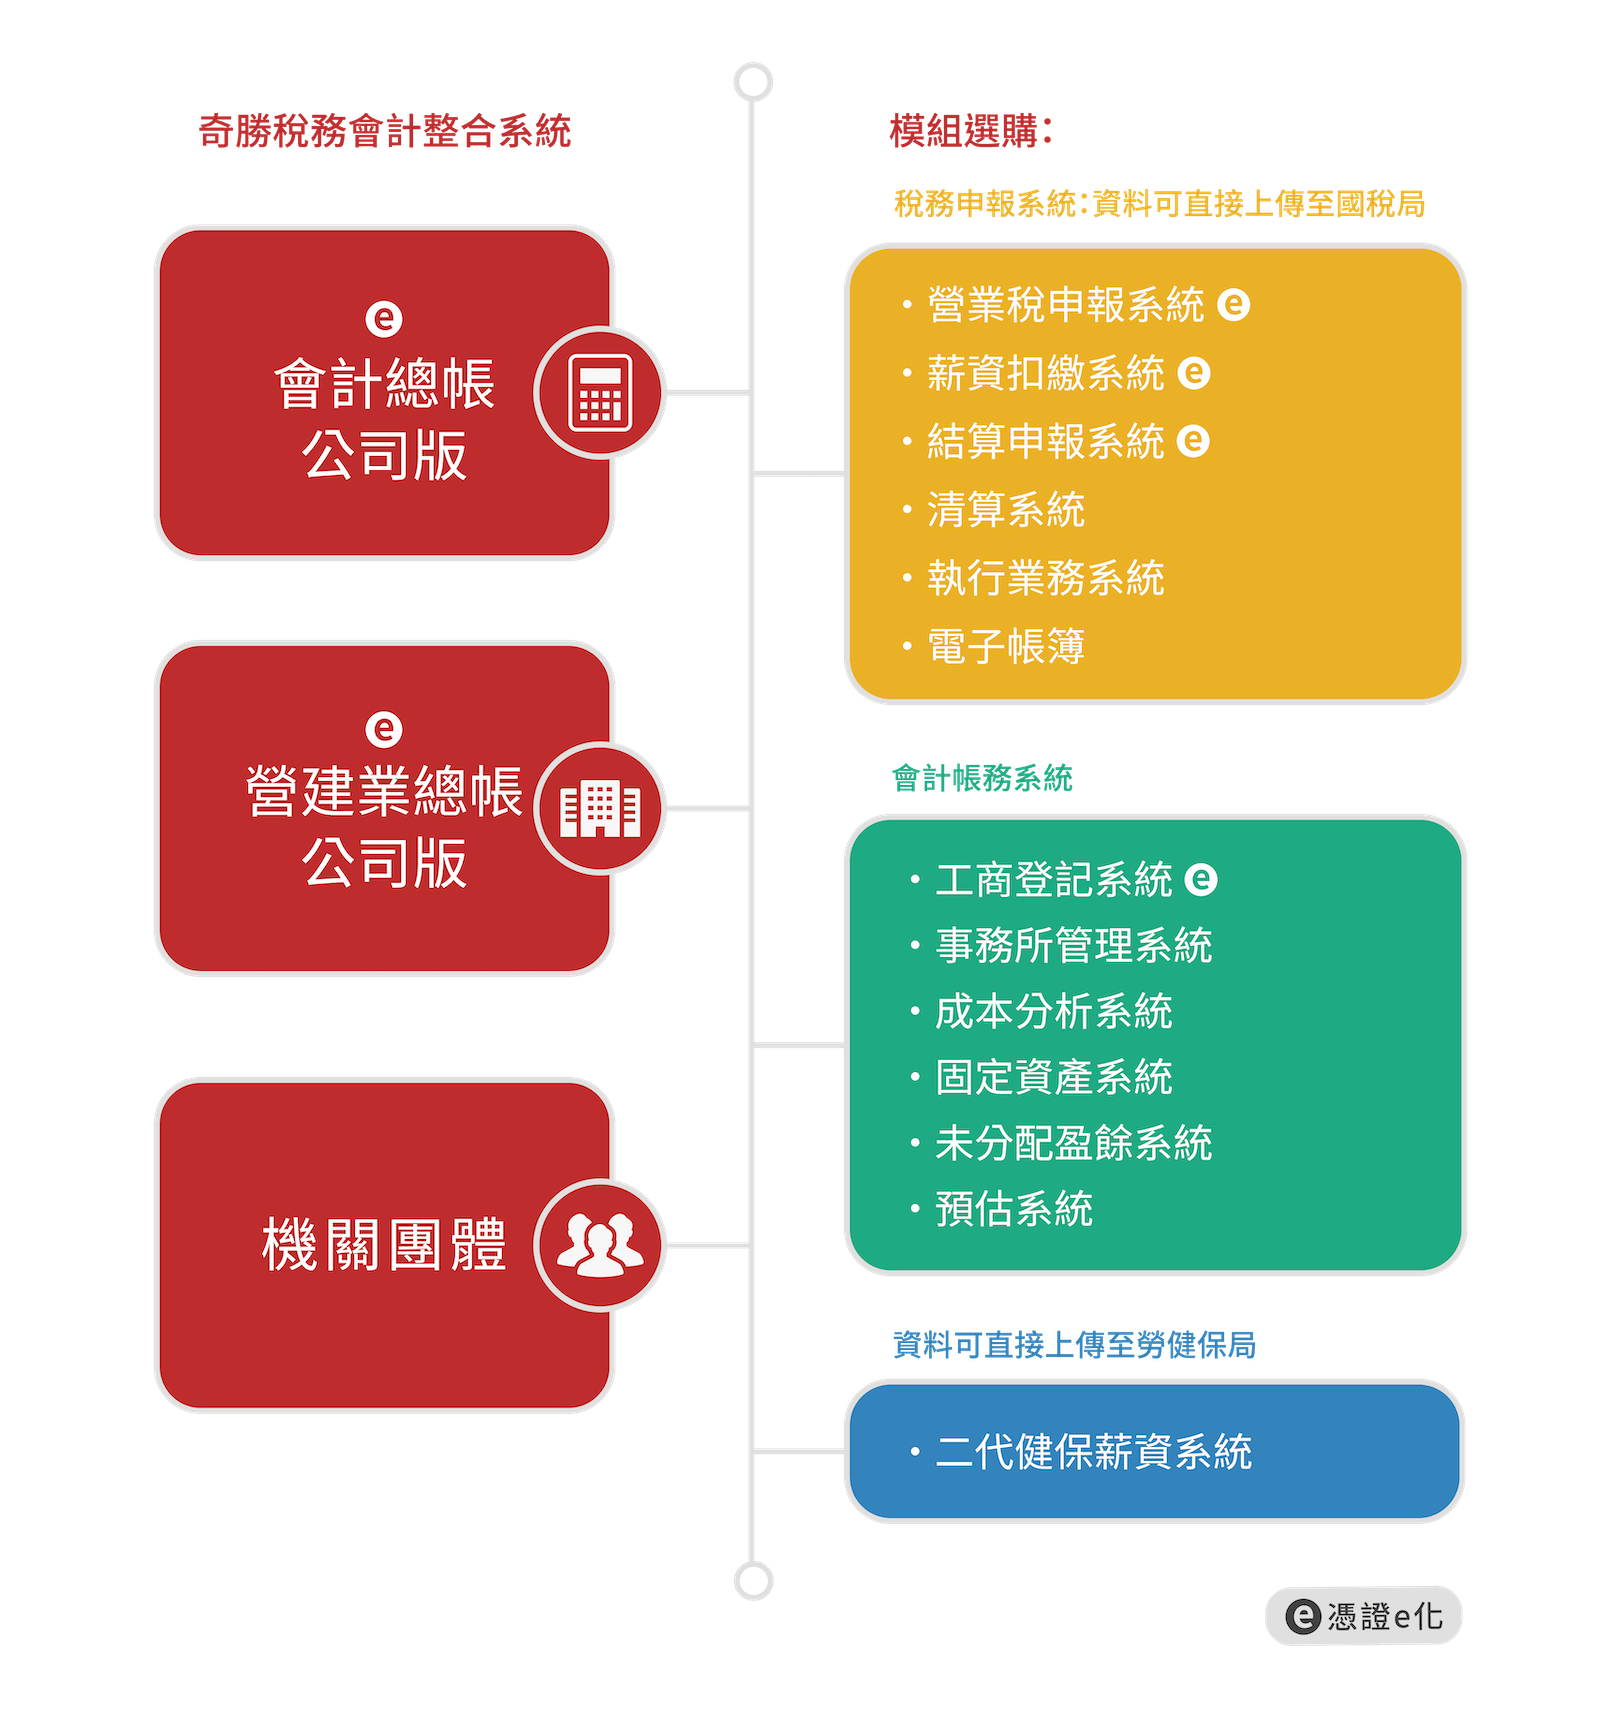 奇勝稅務會計整合系統
e
會計總帳
公司版
e
營建業總帳
公司版
機關團體
模組選購：
稅務申報系統：資料可直接上傳至國稅局
・營業稅申報系統 e
・薪資扣繳系統 e
・結算申報系統 e
・清算系統
・執行業務系統
・電子帳簿
會計帳務系統
・工商登記系統 e
・事務所管理系統
・成本分析系統
・固定資產系統
・未分配盈餘系統
・預估系統
資料可直接上傳至勞健保局
・二代健保薪資系統
e 憑證e化